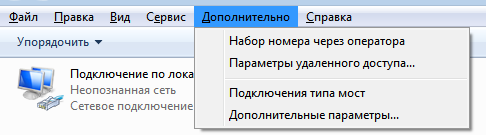 Файл Правка Вид Сервис Дополнительно Справка
Упорядочить
Набор номера через оператора
Параметры удаленного доступа...
Подключения типа мост
Дополнительные параметры...
Подключение по лока
Неопознанная сеть
Сетевое подключение